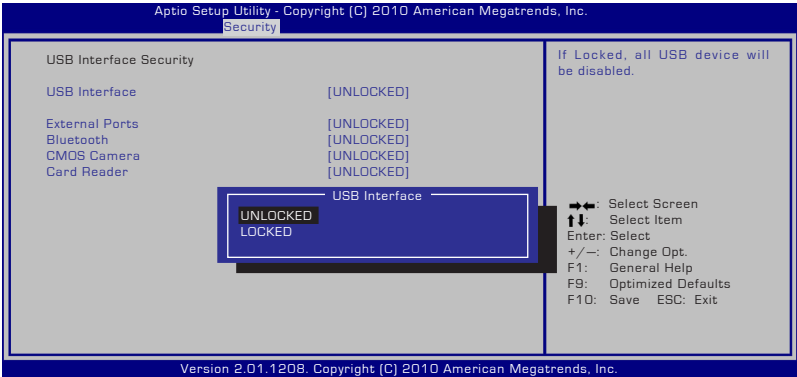 Aptio Setup Utility - Copyright (C) 2010 American Megatrends, Inc.
Security
USB Interface Security
USB Interface [UNLOCKED]
External Ports [UNLOCKED]
Bluetooth [UNLOCKED]
CMOS Camera [UNLOCKED]
Card Reader [UNLOCKED]
USB Interface
UNLOCKED
LOCKED
If Locked, all USB device will
be disabled.
→←: Select Screen
↑↓: Select Item
Enter: Select
+/—: Change Opt.
F1: General Help
F9: Optimized Defaults
F10: Save ESC: Exit
Version 2.01.1208. Copyright (C) 2010 American Megatrends, Inc.